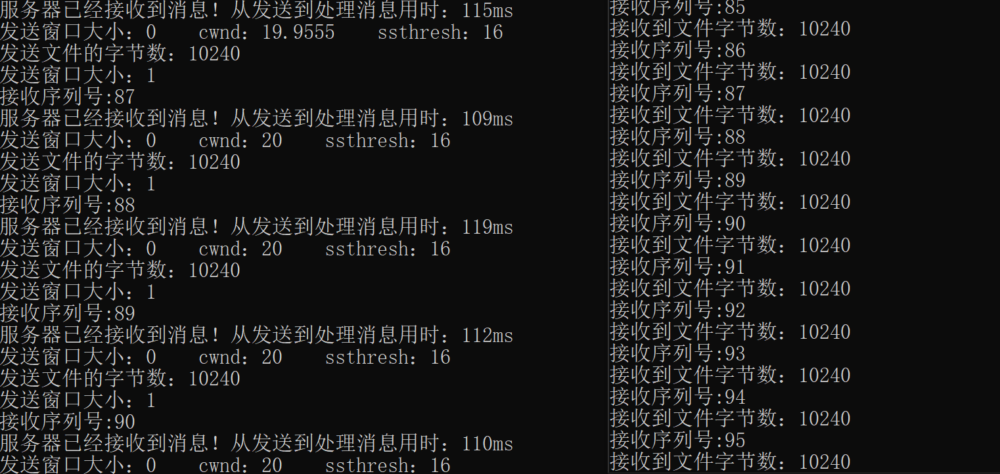 服务器已经接收到消息！从发送到处理消息用时：115ms
发送窗口大小：0    cwnd：19.9555    ssthresh：16
发送文件的字节数：10240
发送窗口大小：1
接收序列号:87
服务器已经接收到消息！从发送到处理消息用时：109ms
发送窗口大小：0    cwnd：20    ssthresh：16
发送文件的字节数：10240
发送窗口大小：1
接收序列号:88
服务器已经接收到消息！从发送到处理消息用时：119ms
发送窗口大小：0    cwnd：20    ssthresh：16
发送文件的字节数：10240
发送窗口大小：1
接收序列号:89
服务器已经接收到消息！从发送到处理消息用时：112ms
发送窗口大小：0    cwnd：20    ssthresh：16
发送文件的字节数：10240
发送窗口大小：1
接收序列号:90
服务器已经接收到消息！从发送到处理消息用时：110ms
发送窗口大小：0    cwnd：20    ssthresh：16
接收序列号:85
接收到文件字节数：10240
接收序列号:86
接收到文件字节数：10240
接收序列号:87
接收到文件字节数：10240
接收序列号:88
接收到文件字节数：10240
接收序列号:89
接收到文件字节数：10240
接收序列号:90
接收到文件字节数：10240
接收序列号:91
接收到文件字节数：10240
接收序列号:92
接收到文件字节数：10240
接收序列号:93
接收到文件字节数：10240
接收序列号:94
接收到文件字节数：10240
接收序列号:95
接收到文件字节数：10240